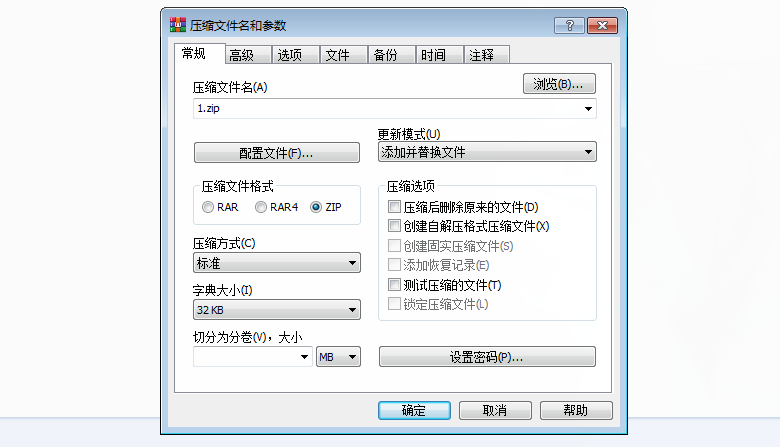 压缩文件名和参数
常规 高级 选项 文件 备份 时间 注释
压缩文件名(A)
浏览(B)...
1.zip
更新模式(U)
配置文件(F)...
添加并替换文件
压缩文件格式
RAR RAR4 ZIP
压缩选项
压缩后删除原来的文件(D)
创建自解压格式压缩文件(X)
创建固实压缩文件(S)
添加恢复记录(E)
测试压缩的文件(T)
锁定压缩文件(L)
压缩方式(C)
标准
字典大小(I)
32 KB
切分为分卷(V)，大小
MB
设置密码(P)...
确定 取消 帮助